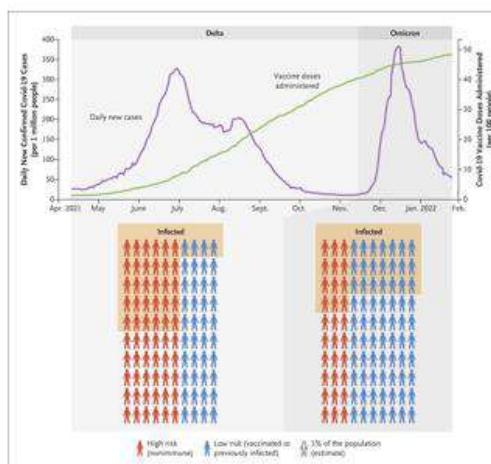 Delta
Omicron
Daily New Confirmed Covid-19 Cases
(per 1 million people)
400
350
300
250
200
150
100
50
0
Daily new cases
Vaccine doses
administered
50
40
30
20
10
0
Covid-19 Vaccine Doses Administered
(per 100 people)
Apr. 2021
May
June
July
Aug.
Sept.
Oct.
Nov.
Dec.
Jan. 2022
Feb.
Infected
Infected
High risk
(nonimmune)
Low risk (vaccinated or
previously infected)
1% of the population
(estimate)